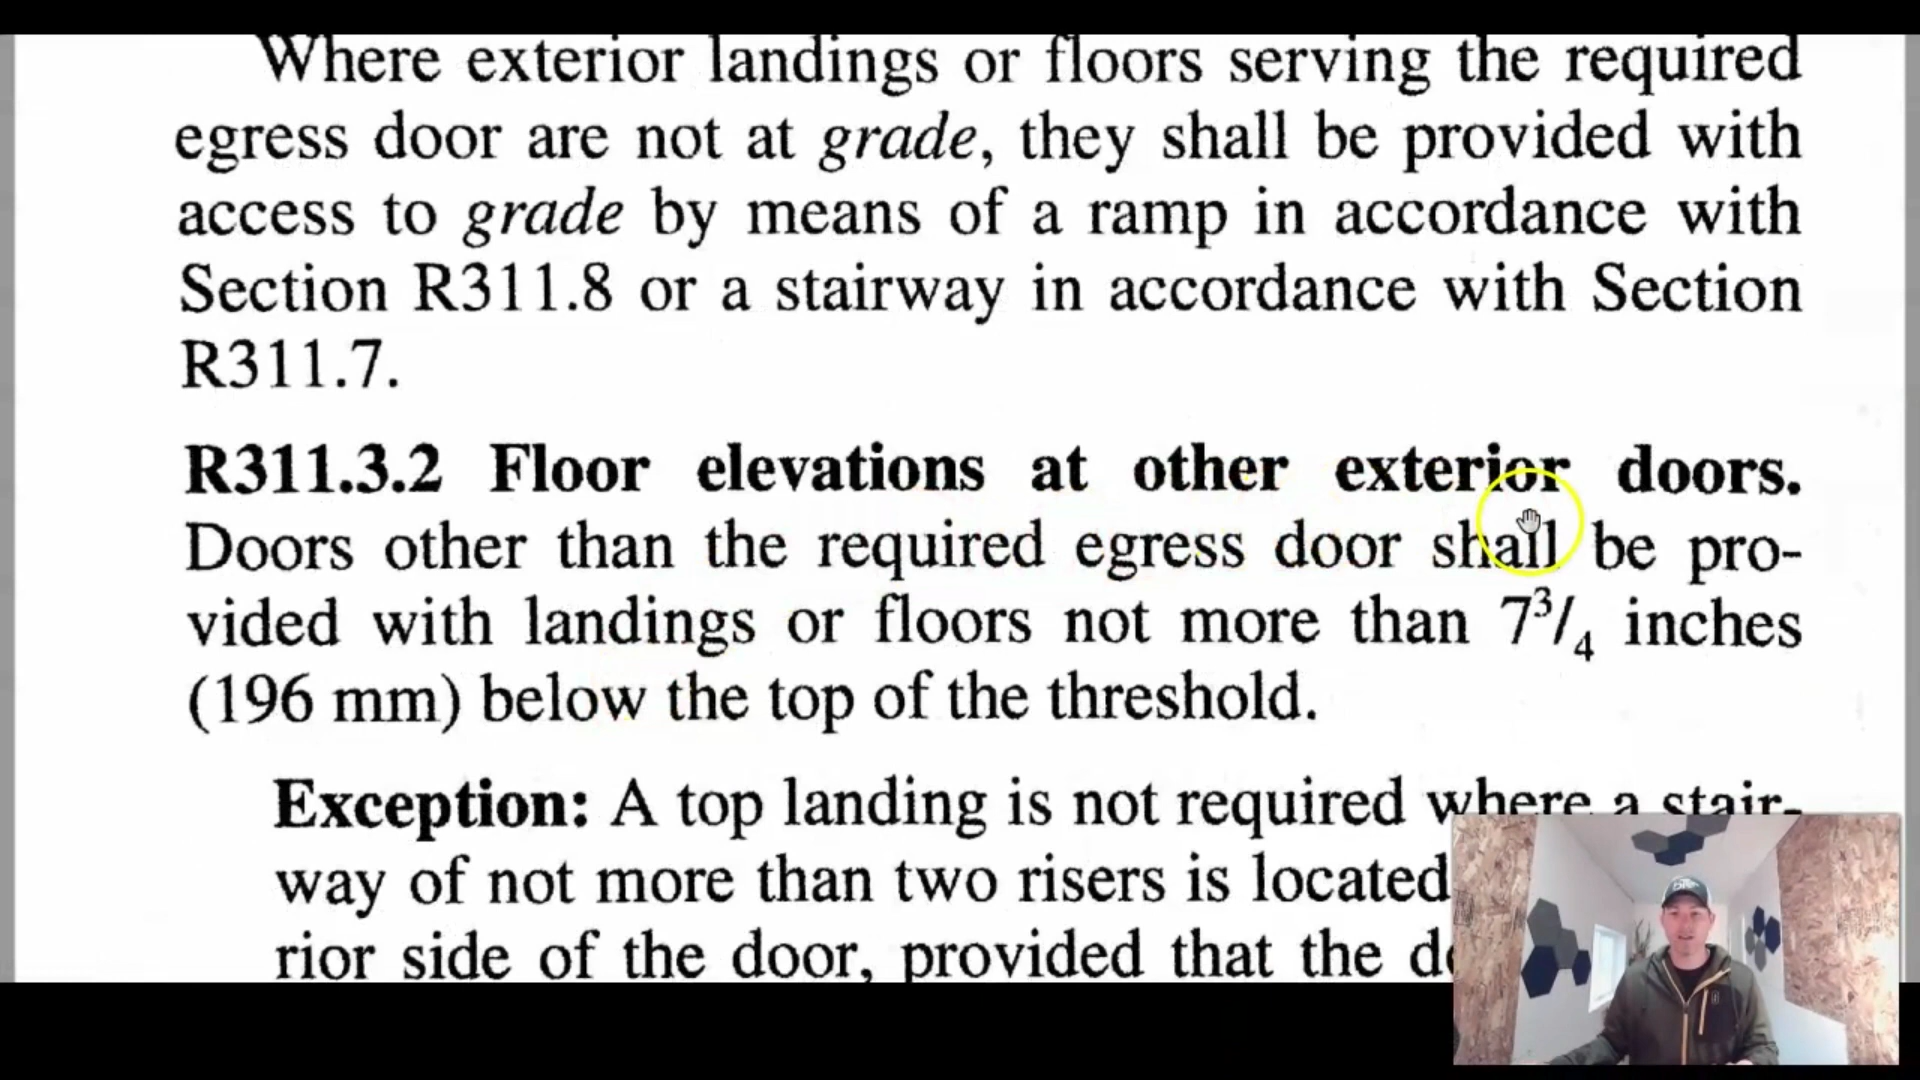 Where exterior landings or floors serving the required
egress door are not at grade, they shall be provided with
access to grade by means of a ramp in accordance with
Section R311.8 or a stairway in accordance with Section
R311.7.
R311.3.2 Floor elevations at other exterior doors.
Doors other than the required egress door shall be pro-
vided with landings or floors not more than 7 3/4 inches
(196 mm) below the top of the threshold.
Exception: A top landing is not required where a stair-
way of not more than two risers is located
rior side of the door, provided that the